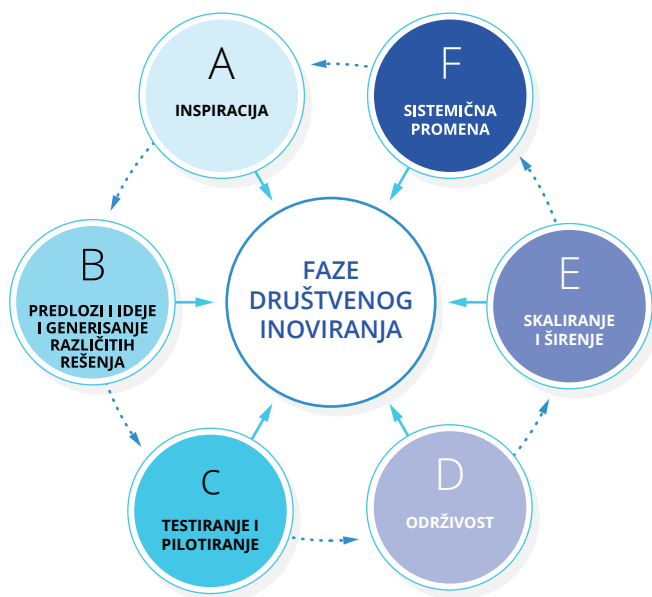 A
INSPIRACIJA
B
PREDLOZI I IDEJE
I GENERISANJE
RAZLIČITIH
REŠENJA
C
TESTIRANJE I
PILOTIRANJE
D
ODRŽIVOST
E
SKALIRANJE
I ŠIRENJE
F
SISTEMIČNA
PROMENA
FAZE
DRUŠTVENOG
INOVIRANJA